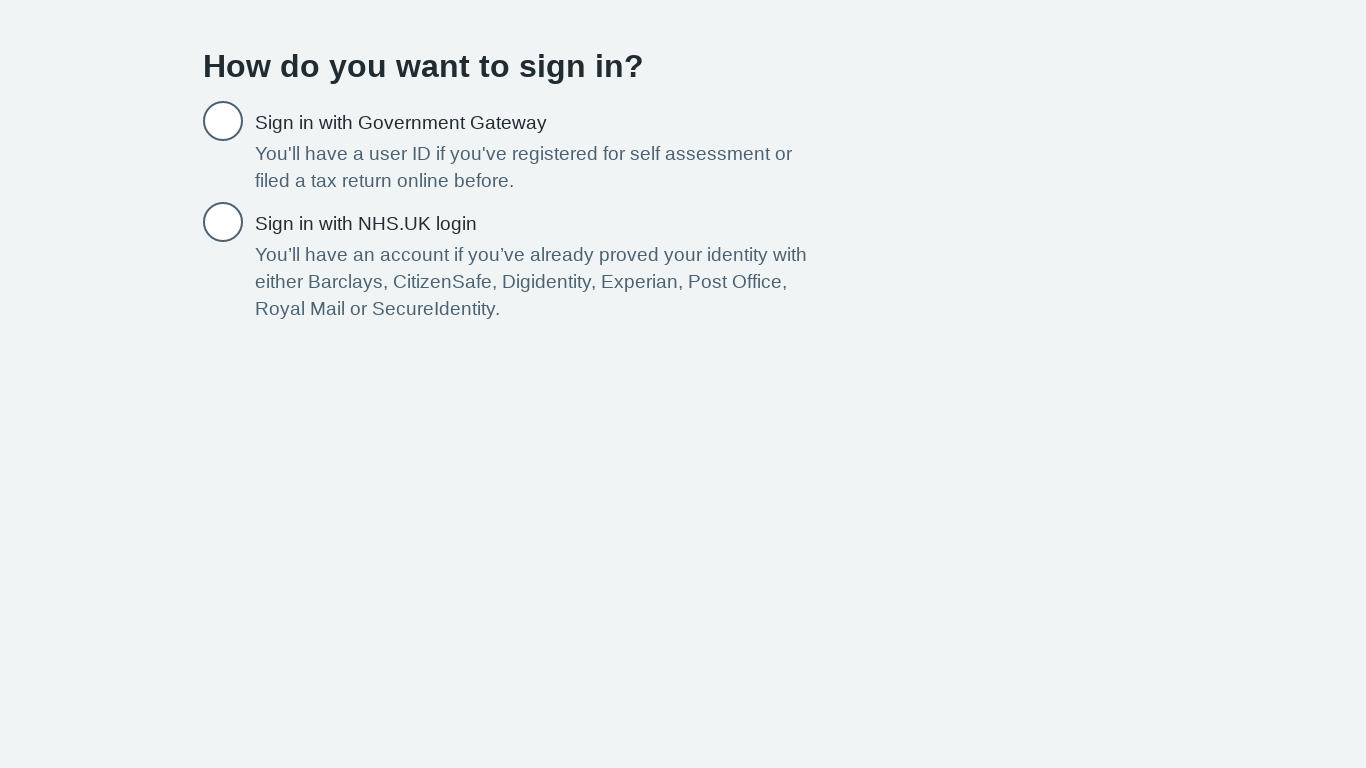 How do you want to sign in?
Sign in with Government Gateway
You'll have a user ID if you've registered for self assessment or
filed a tax return online before.
Sign in with NHS.UK login
You’ll have an account if you’ve already proved your identity with
either Barclays, CitizenSafe, Digidentity, Experian, Post Office,
Royal Mail or SecureIdentity.